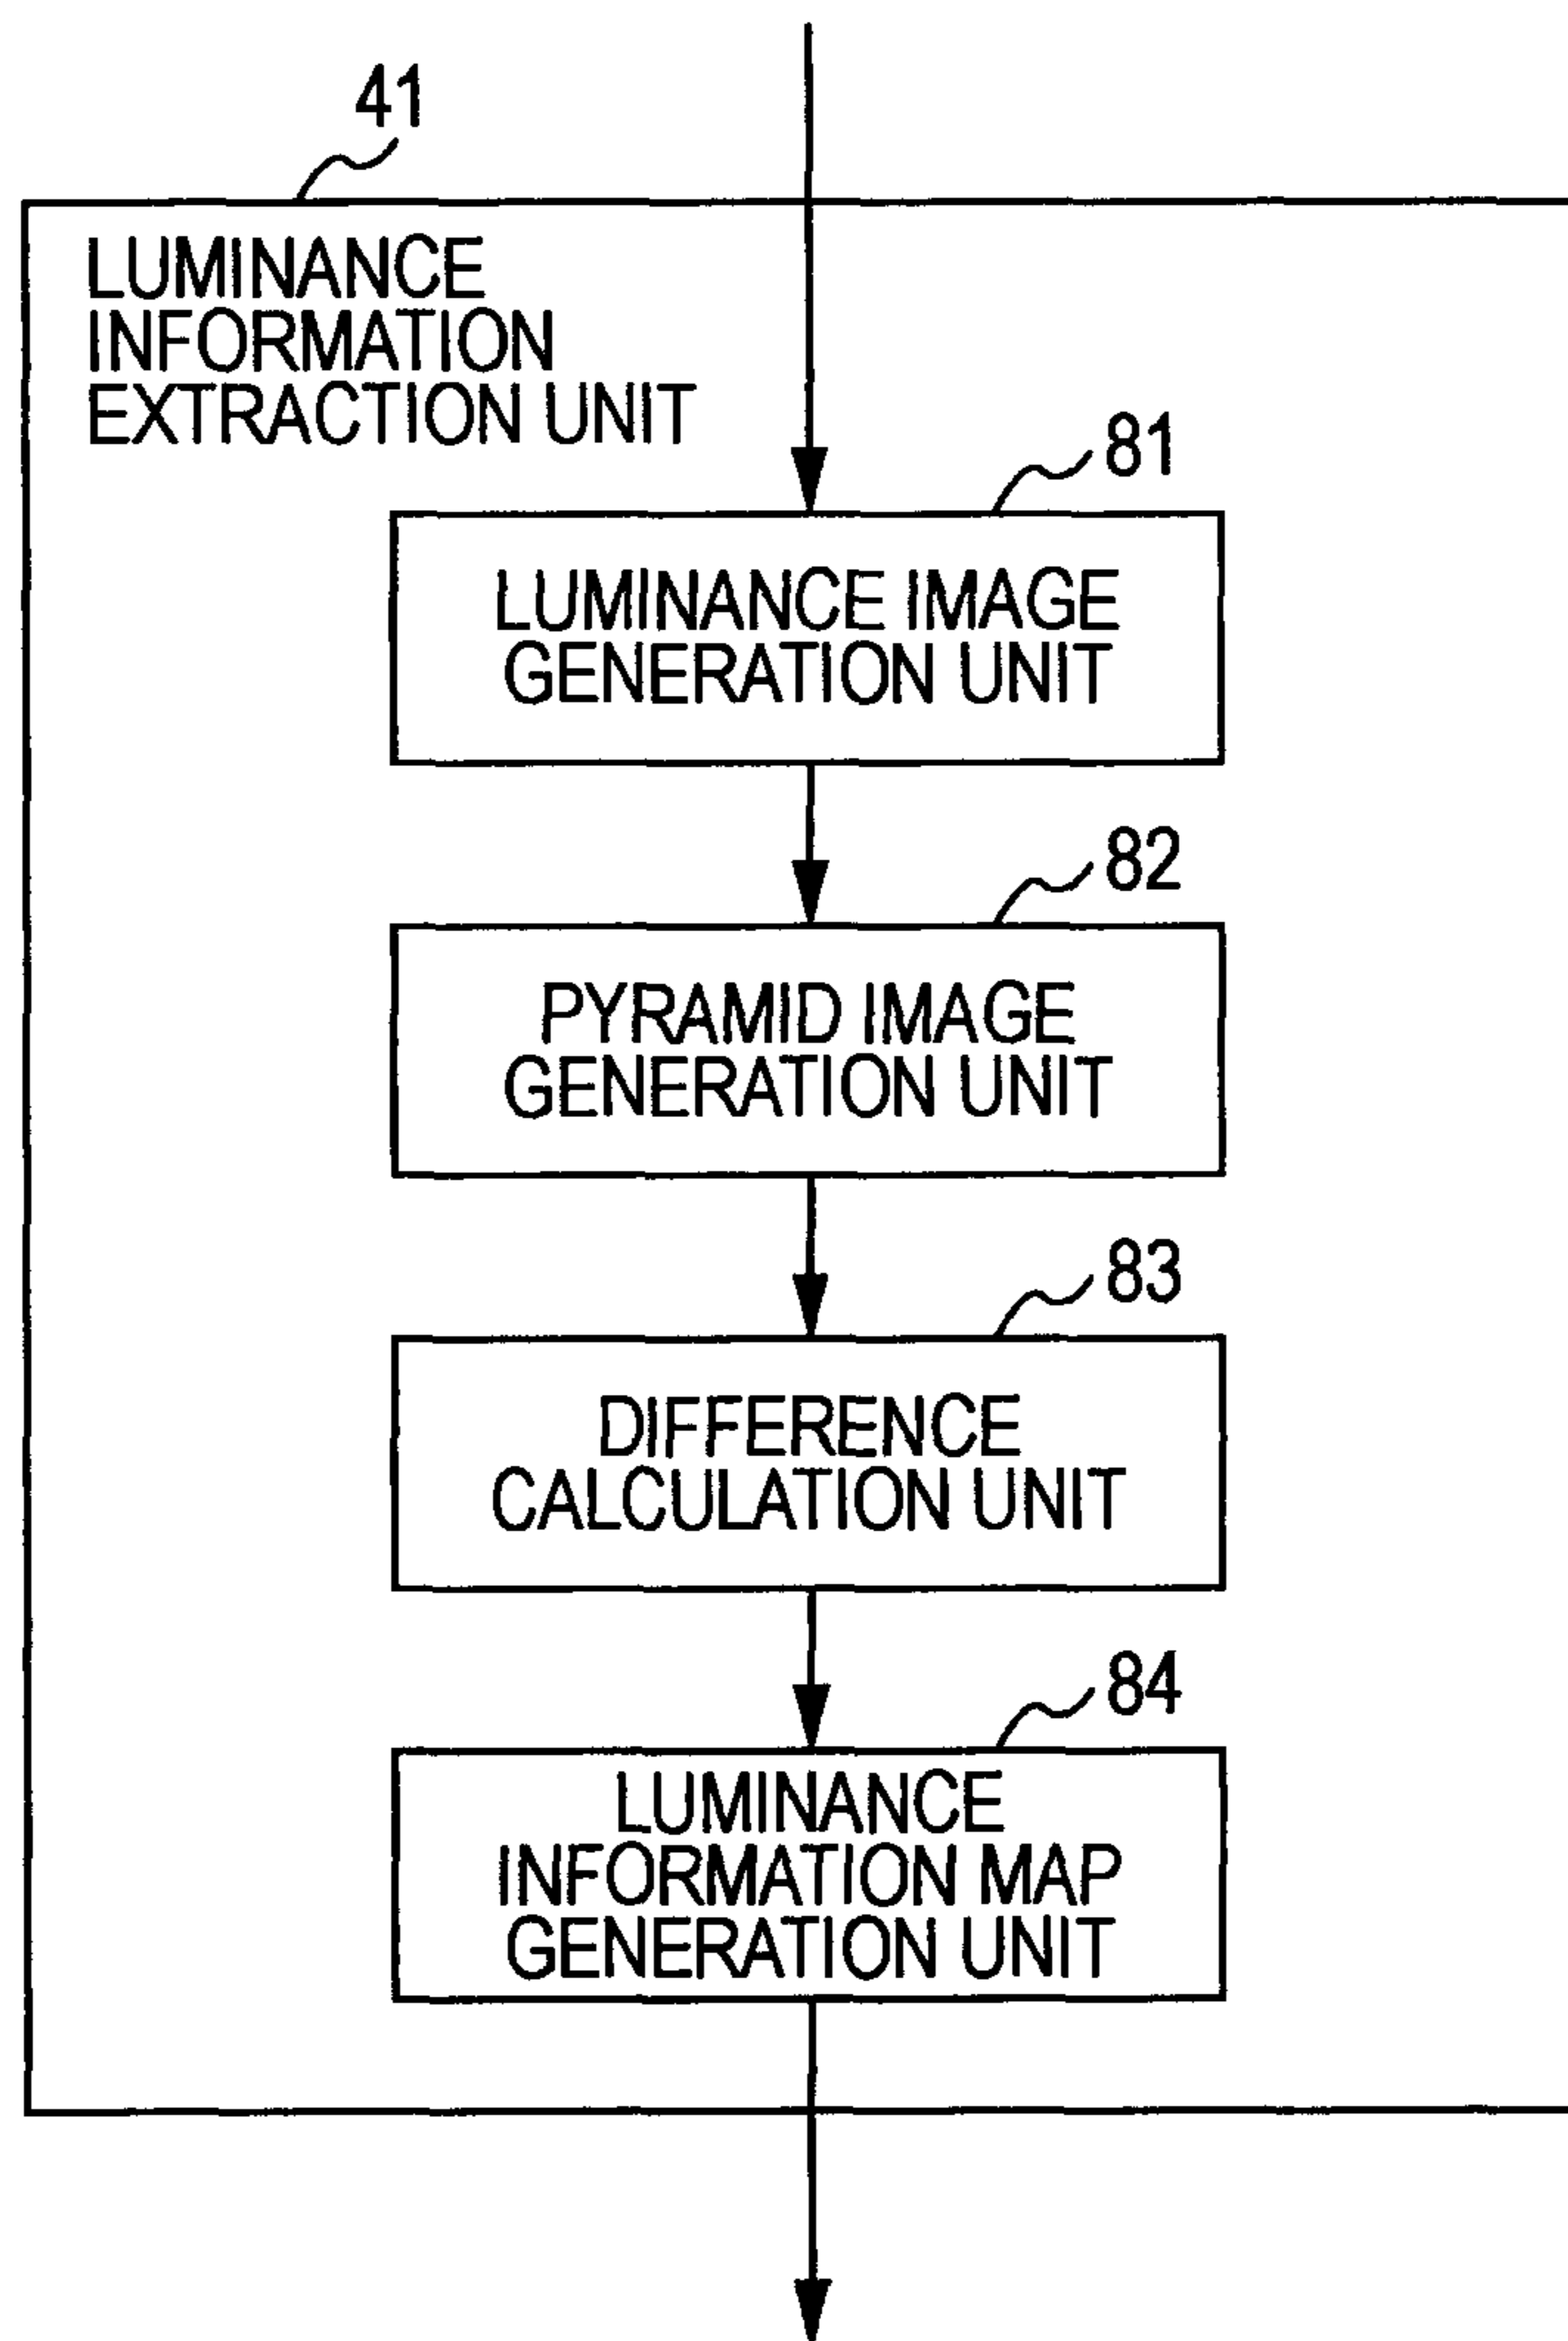 41
LUMINANCE
INFORMATION
EXTRACTION UNIT
81
LUMINANCE IMAGE
GENERATION UNIT
82
PYRAMID IMAGE
GENERATION UNIT
83
DIFFERENCE
CALCULATION UNIT
84
LUMINANCE
INFORMATION MAP
GENERATION UNIT